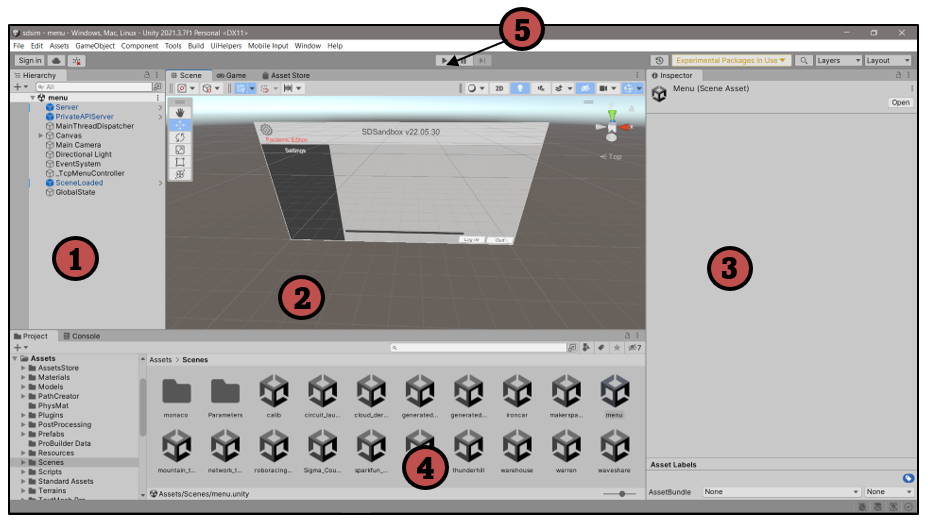 5
sdsim - menu - Windows, Mac, Linux - Unity 2021.3.7f1 Personal <DX11>
File Edit Assets GameObject Component Tools Build UiHelpers Mobile Input Window Help
Sign in
Experimental Packages In Use
Layers
Layout
Hierarchy
All
menu
Server
PrivateAPIServer
MainThreadDispatcher
Canvas
Main Camera
Directional Light
EventSystem
_TcpMenuController
SceneLoaded
GlobalState
1
Scene Game Asset Store
2D
SDSandbox v22.05.30
Pandemic Edition
Settings
Log dir
Quit
Top
2
Inspector
Menu (Scene Asset)
Open
3
Asset Labels
AssetBundle None None
Project Console
7
Assets
AssetsStore
Materials
Models
PathCreator
PhysMat
Plugins
PostProcessing
Prefabs
ProBuilder Data
Resources
Scenes
Scripts
Standard Assets
Terrains
TextMesh Pro
Assets > Scenes
monaco Parameters calib circuit_lau... cloud_der... generated... generated... ironcar makerspa... menu
mountain_t... network_t... roboracing... Sigma_Cou... sparkfun_... thunderhill warehouse warren waveshare
4
Assets/Scenes/menu.unity